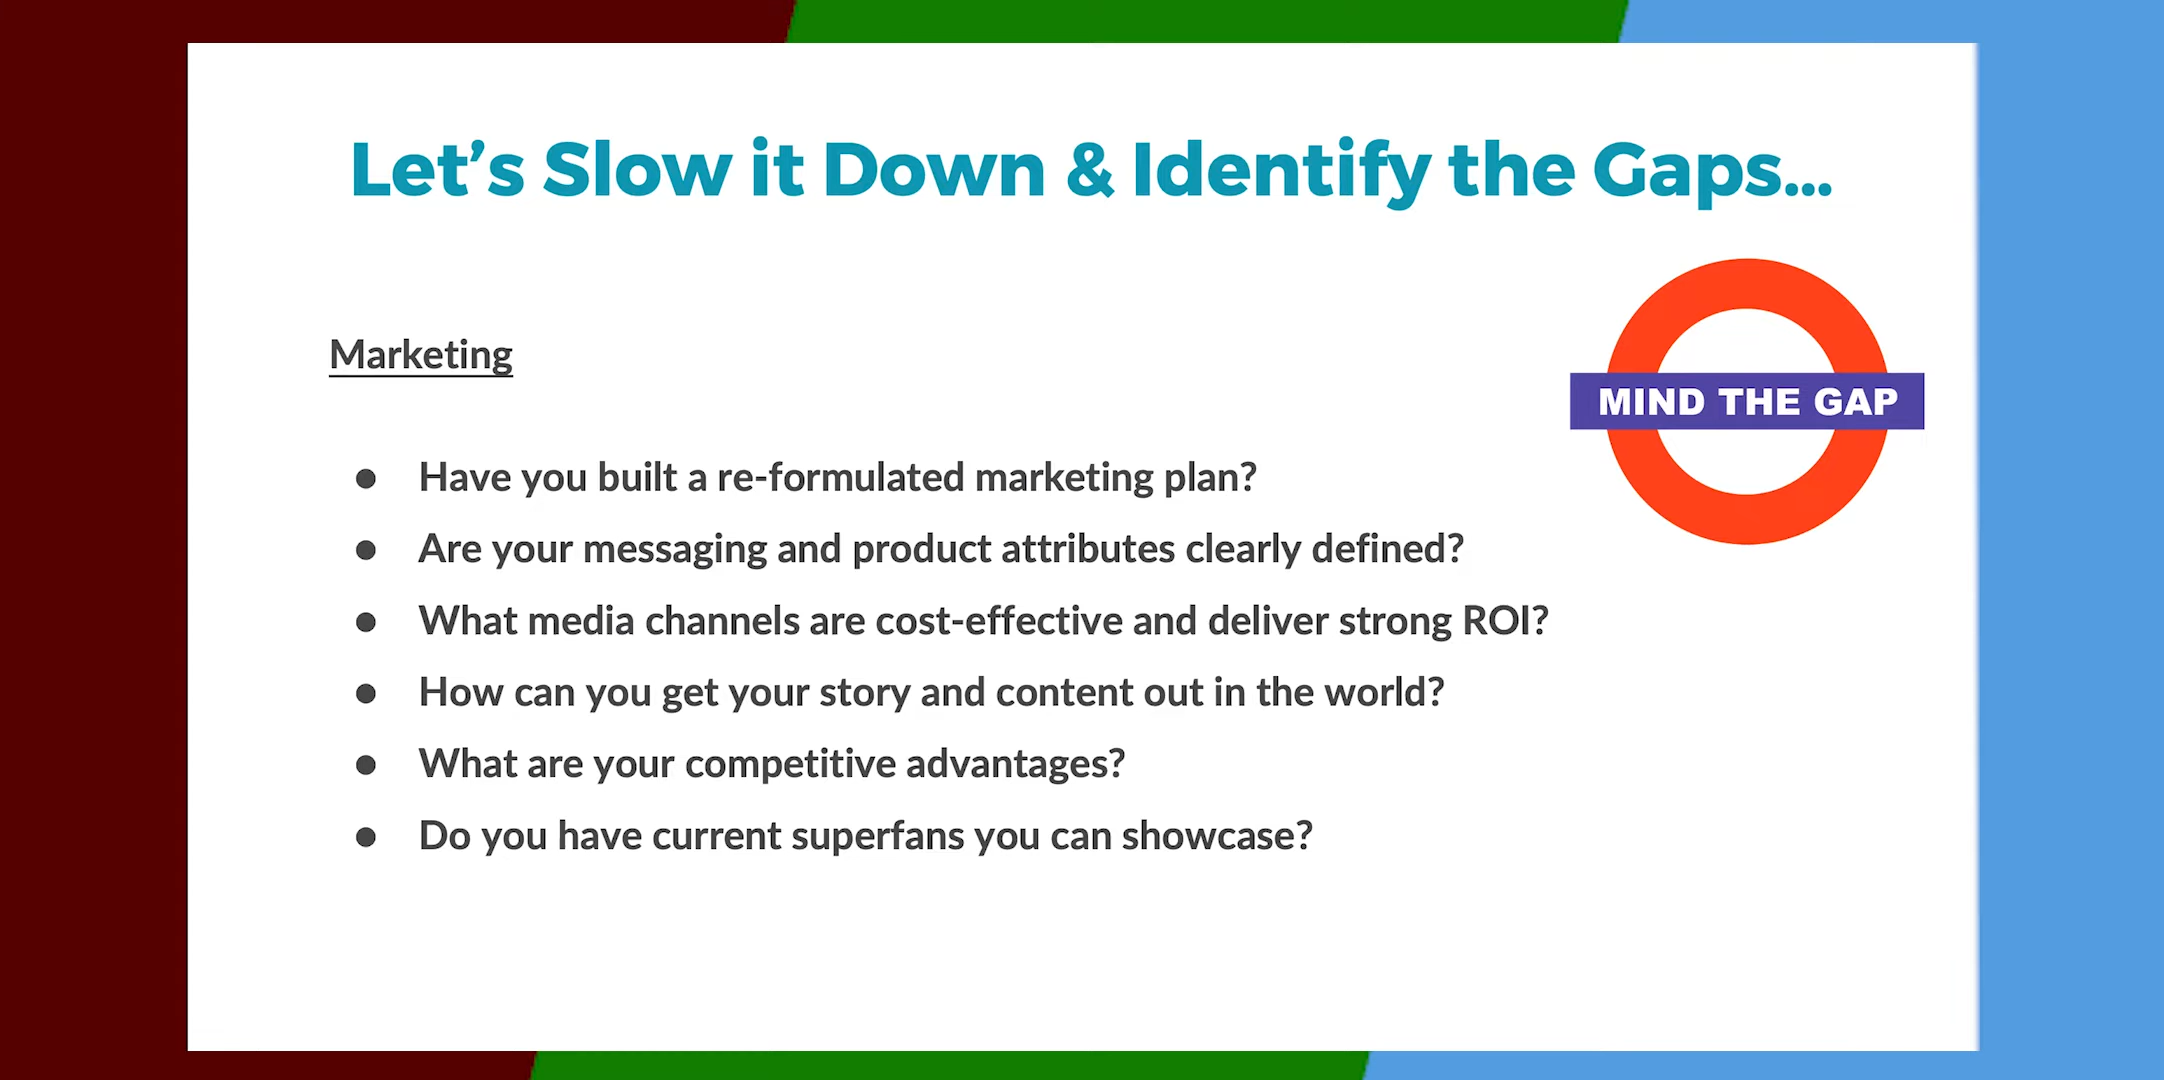 Let’s Slow it Down & Identify the Gaps...
Marketing
MIND THE GAP
● Have you built a re-formulated marketing plan?
● Are your messaging and product attributes clearly defined?
● What media channels are cost-effective and deliver strong ROI?
● How can you get your story and content out in the world?
● What are your competitive advantages?
● Do you have current superfans you can showcase?